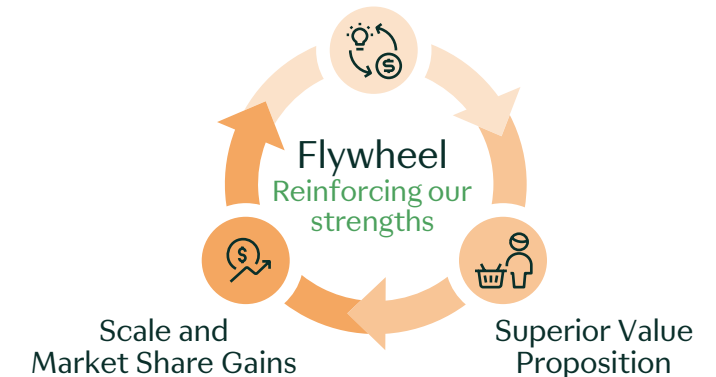 Flywheel
Reinforcing our
strengths
Scale and
Market Share Gains
Superior Value
Proposition